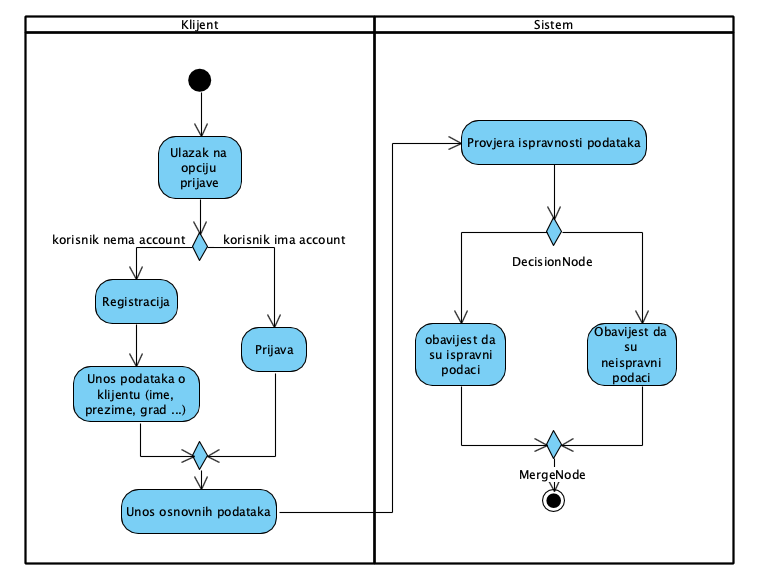 Klijent
Sistem
Ulazak na
opciju
prijave
korisnik nema account
korisnik ima account
Registracija
Prijava
Unos podataka o
klijentu (ime,
prezime, grad ...)
Unos osnovnih podataka
Provjera ispravnosti podataka
DecisionNode
obavijest da
su ispravni
podaci
Obavijest da
su
neispravni
podaci
MergeNode